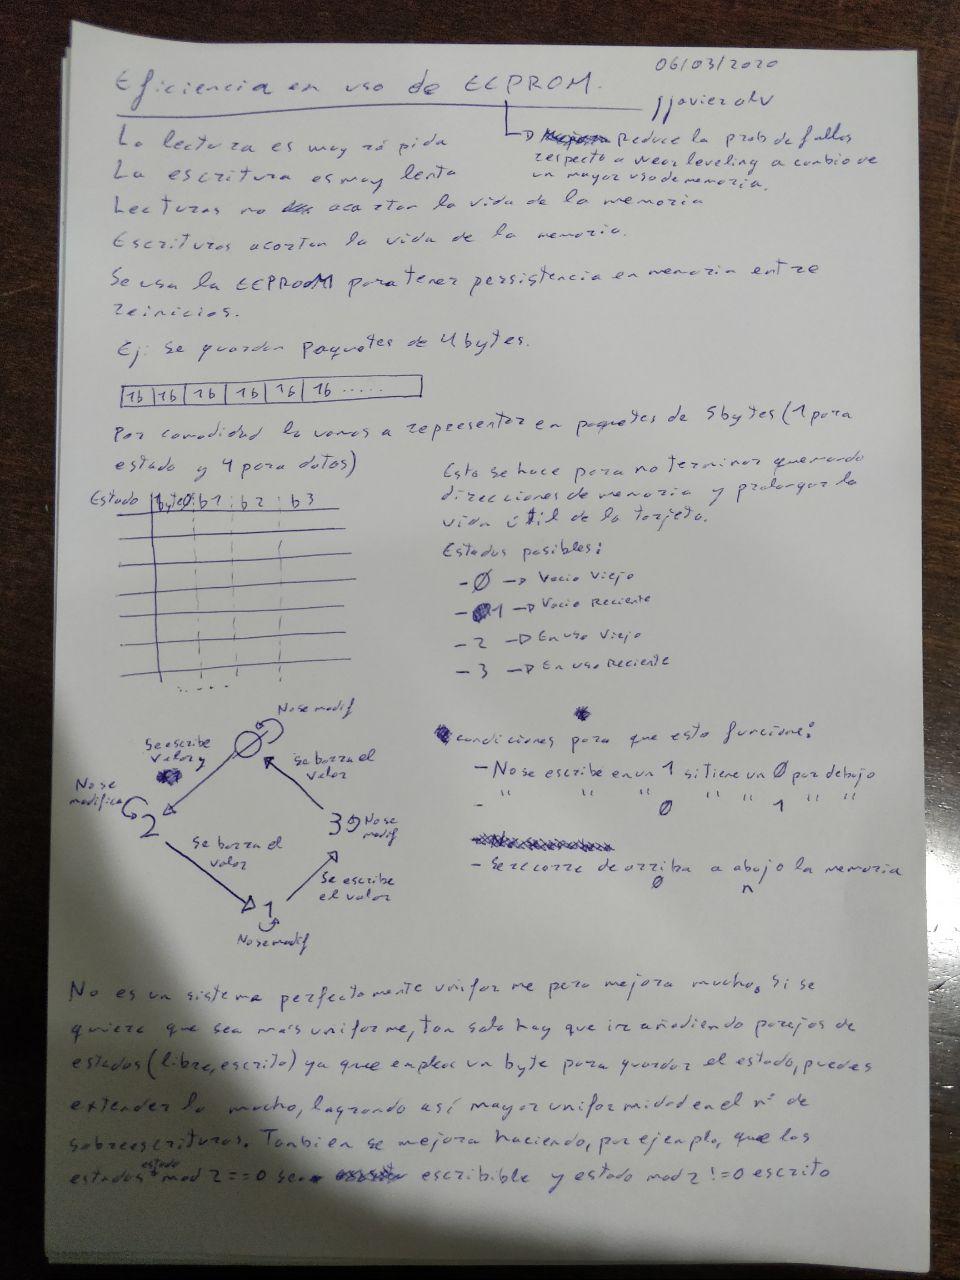 06/03/2020
Eficiencia en uso de EEPROM.
jjavierolv
Reduce la prob de fallos
respecto a wear leveling a cambio de
un mayor uso de memoria.
La lectura es muy rápida
La escritura es muy lenta
Lecturas no acortan la vida de la memoria
Escrituras acortan la vida de la memoria.
Se usa la EEPROM para tener persistencia en memoria entre
reinicios.
Ej: Se guardan paquetes de 4 bytes.
1b 1b 1b 1b 1b 1b .....
Por comodidad lo vamos a representar en paquetes de 5 bytes (1 para
estado y 4 para datos)
Estado byte0 b1 b2 b3
.....
Esto se hace para no terminar quemando
direcciones de memoria y prolongar la
vida útil de la tarjeta.
Estados posibles:
- 0 -> Vacio Viejo
- 1 -> Vacio Reciente
- 2 -> En uso Viejo
- 3 -> En uso Reciente
No se modif
0
Se escribe
valor y
Se borra el
valor
No se
modifica
2
3
No se
modif
Se borra el
valor
Se escribe
el valor
1
No se modif
condiciones para que esto funcione:
- No se escribe en un 1 si tiene un 0 por debajo
- " " " 0 " " 1 " "
- Se recorre de arriba a abajo la memoria
0 n
No es un sistema perfectamente uniforme pero mejora mucho. Si se
quiere que sea más uniforme, tan solo hay que ir añadiendo parejas de
estados (libre, escrito) ya que emplea un byte para guardar el estado, puedes
extenderlo mucho, logrando así mayor uniformidad en el nº de
sobreescrituras. Tambien se mejora haciendo, por ejemplo, que los
estados estado mod 2 == 0 sea escribible y estado mod 2 != 0 escrito